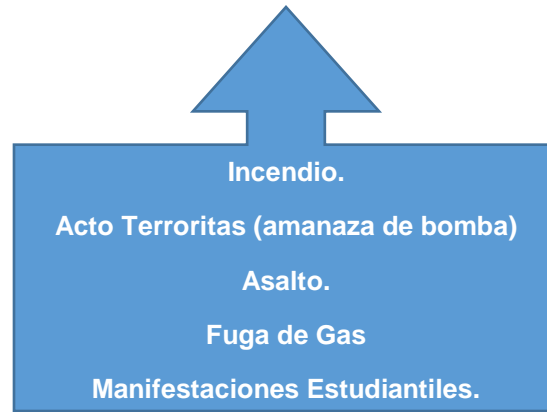 Incendio.
Acto Terroritas (amanaza de bomba)
Asalto.
Fuga de Gas
Manifestaciones Estudiantiles.